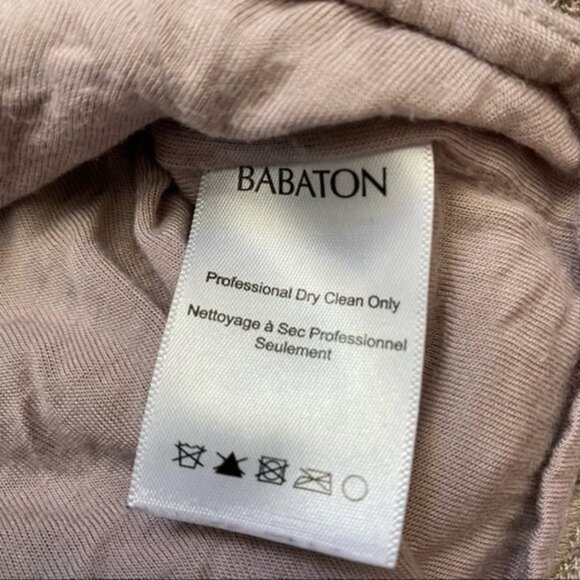 BABATON
Professional Dry Clean Only
Nettoyage à Sec Professionnel
Seulement